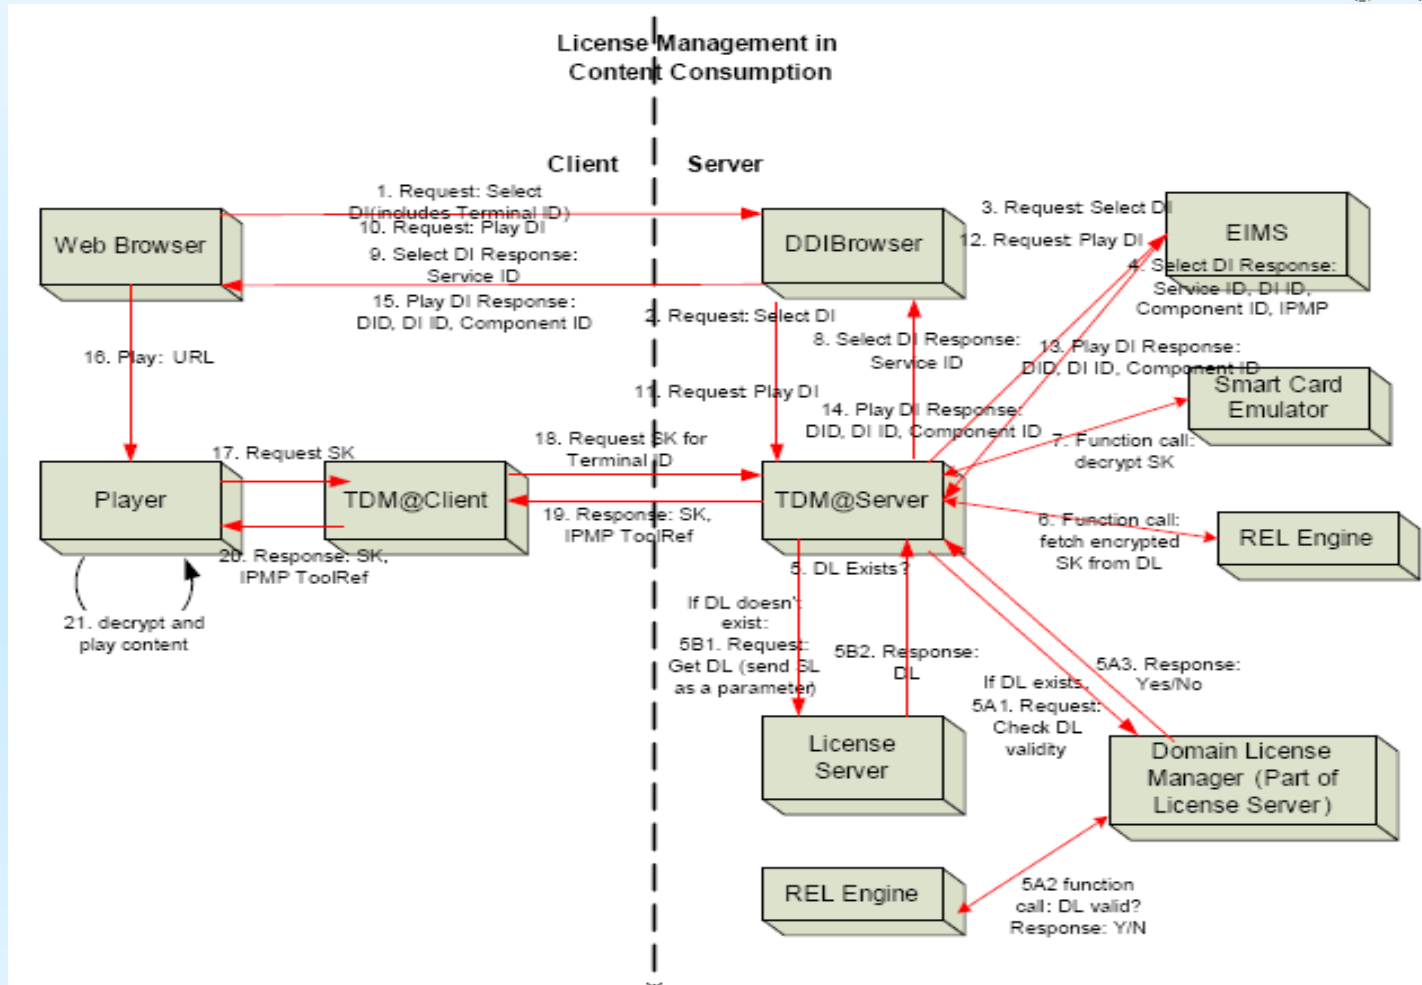 License Management in
Content Consumption
Client
Server
1. Request: Select
DI(includes Terminal ID)
10. Request: Play DI
9. Select DI Response:
Service ID
15. Play DI Response:
DID, DI ID, Component ID
Web Browser
DDIBrowser
3. Request: Select DI
12. Request: Play DI
EIMS
4. Select DI Response:
Service ID, DI ID,
Component ID, IPMP
2. Request: Select DI
8. Select DI Response:
Service ID
13. Play DI Response:
DID, DI ID, Component ID
16. Play: URL
11. Request: Play DI
14. Play DI Response:
DID, DI ID, Component ID
Smart Card
Emulator
7. Function call:
decrypt SK
17. Request SK
18. Request SK for
Terminal ID
Player
TDM@Client
TDM@Server
19. Response: SK,
IPMP ToolRef
6. Function call:
fetch encrypted
SK from DL
REL Engine
20. Response: SK,
IPMP ToolRef
5. DL Exists?
21. decrypt and
play content
If DL doesn't
exist:
5B1. Request:
Get DL (send SL
as a parameter)
5B2. Response:
DL
If DL exists,
5A1. Request:
Check DL
validity
5A3. Response:
Yes/No
License
Server
Domain License
Manager (Part of
License Server)
REL Engine
5A2 function
call: DL valid?
Response: Y/N